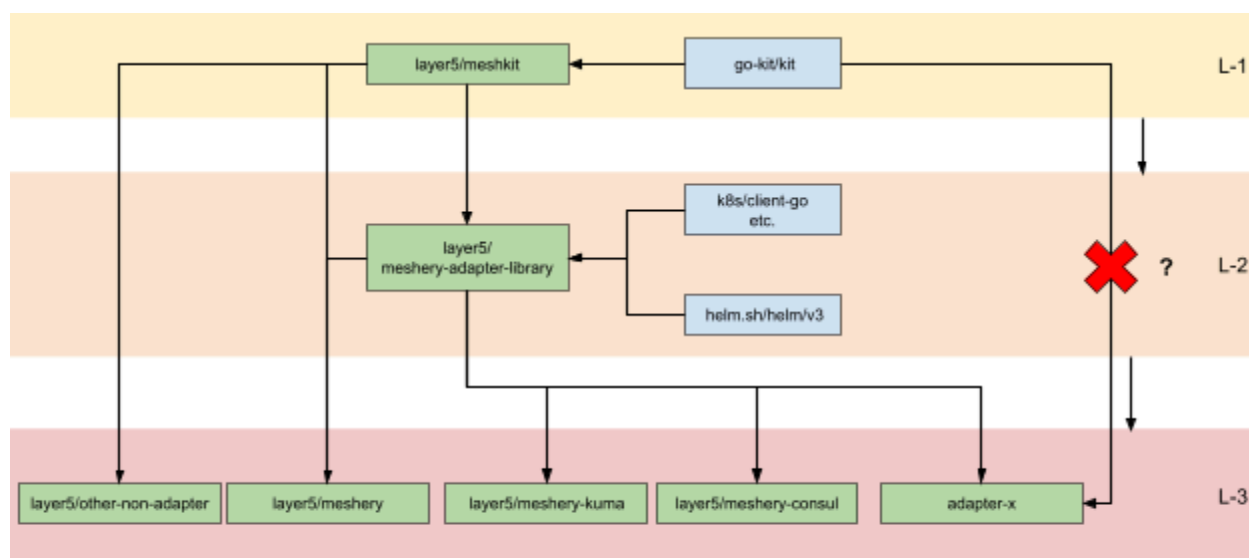 layer5/meshkit
go-kit/kit
L-1
k8s/client-go
etc.
layer5/
meshery-adapter-library
?
L-2
helm.sh/helm/v3
layer5/other-non-adapter
layer5/meshery
layer5/meshery-kuma
layer5/meshery-consul
adapter-x
L-3